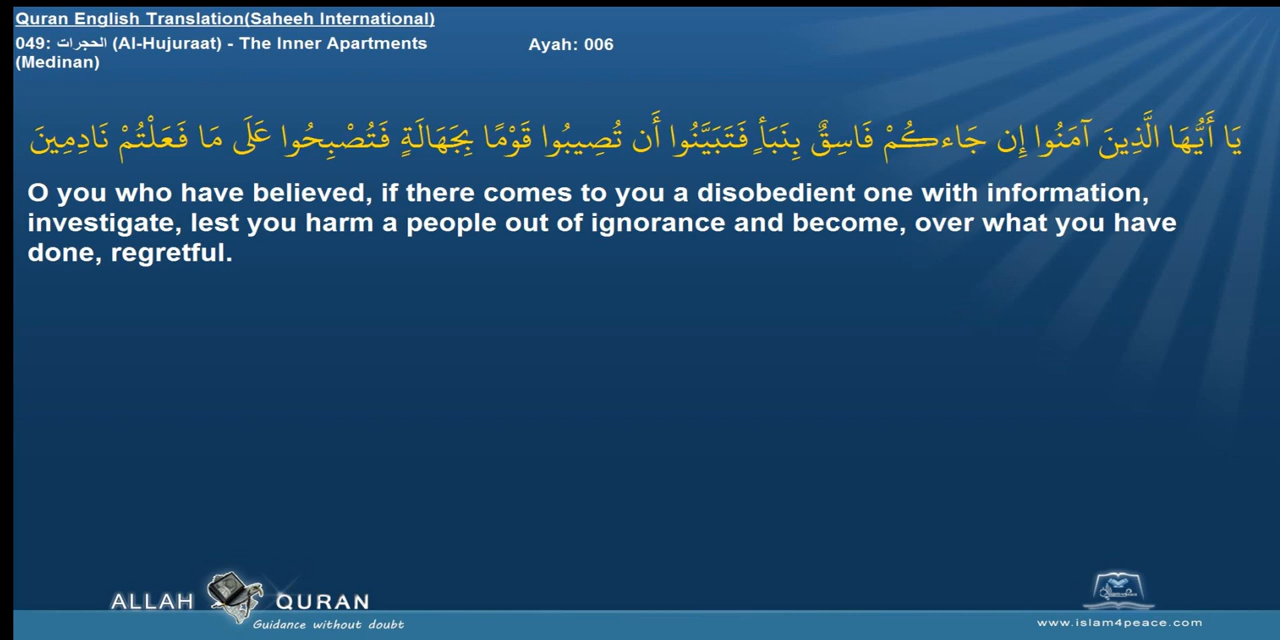 Quran English Translation(Saheeh International)
049: الحجرات (Al-Hujuraat) - The Inner Apartments
(Medinan)
Ayah: 006
يَا أَيُّهَا الَّذِينَ آمَنُوا إِن جَاءكُمْ فَاسِقٌ بِنَبَأٍ فَتَبَيَّنُوا أَن تُصِيبُوا قَوْمًا بِجَهَالَةٍ فَتُصْبِحُوا عَلَى مَا فَعَلْتُمْ نَادِمِينَ
O you who have believed, if there comes to you a disobedient one with information,
investigate, lest you harm a people out of ignorance and become, over what you have
done, regretful.
ALLAH QURAN
Guidance without doubt
www.islam4peace.com